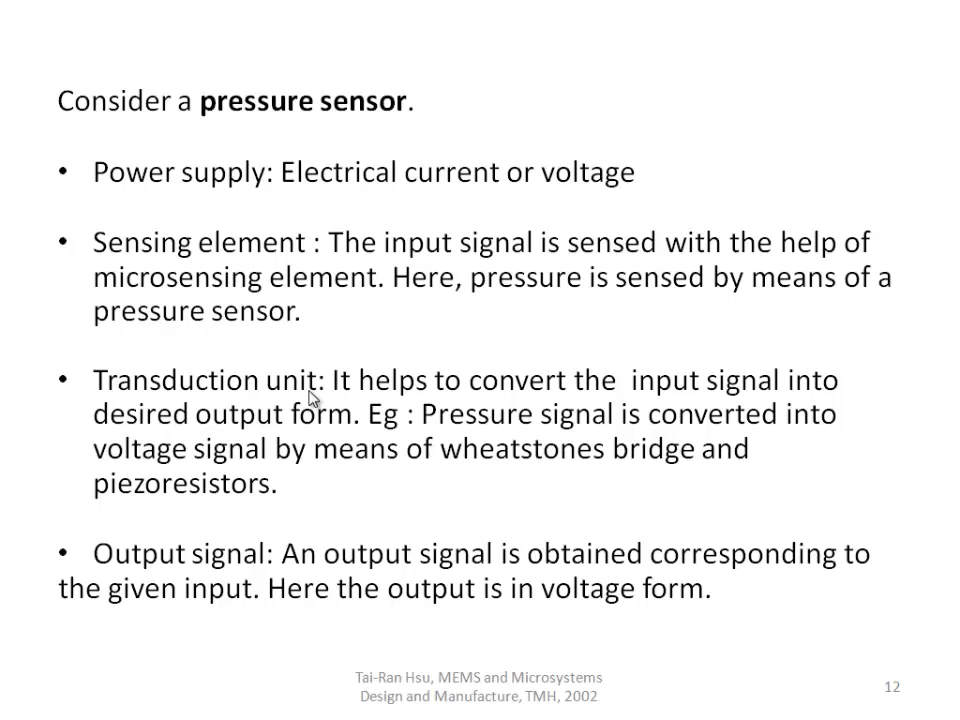 Consider a pressure sensor.
• Power supply: Electrical current or voltage
• Sensing element : The input signal is sensed with the help of
microsensing element. Here, pressure is sensed by means of a
pressure sensor.
• Transduction unit: It helps to convert the  input signal into
desired output form. Eg : Pressure signal is converted into
voltage signal by means of wheatstones bridge and
piezoresistors.
• Output signal: An output signal is obtained corresponding to
the given input. Here the output is in voltage form.
Tai-Ran Hsu, MEMS and Microsystems
Design and Manufacture, TMH, 2002
12